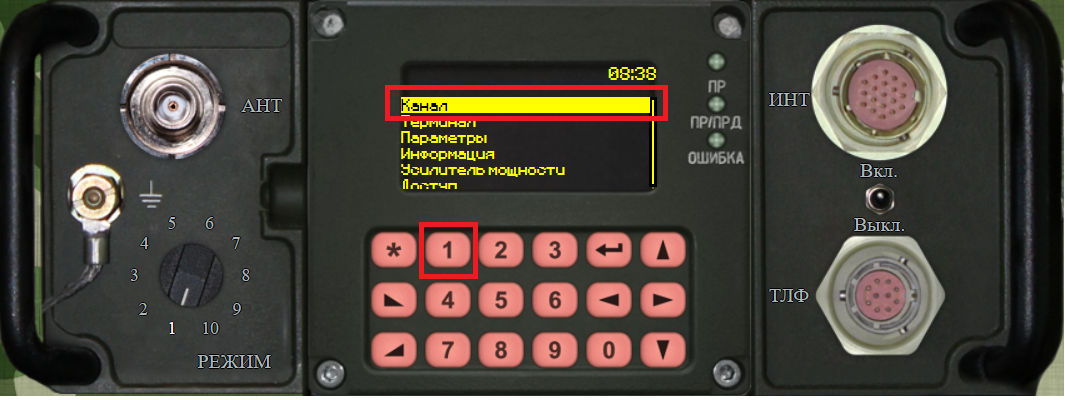 АНТ
5 6
4 7
3 8
2 9
1 10
РЕЖИМ
08:38
Канал
Терминал
Параметры
Информация
Усилитель мощности
Доступ
ПР
ПР/ПРД
ОШИБКА
* 1 2 3
4 5 6
7 8 9 0
ИНТ
Вкл.
Выкл.
ТЛФ